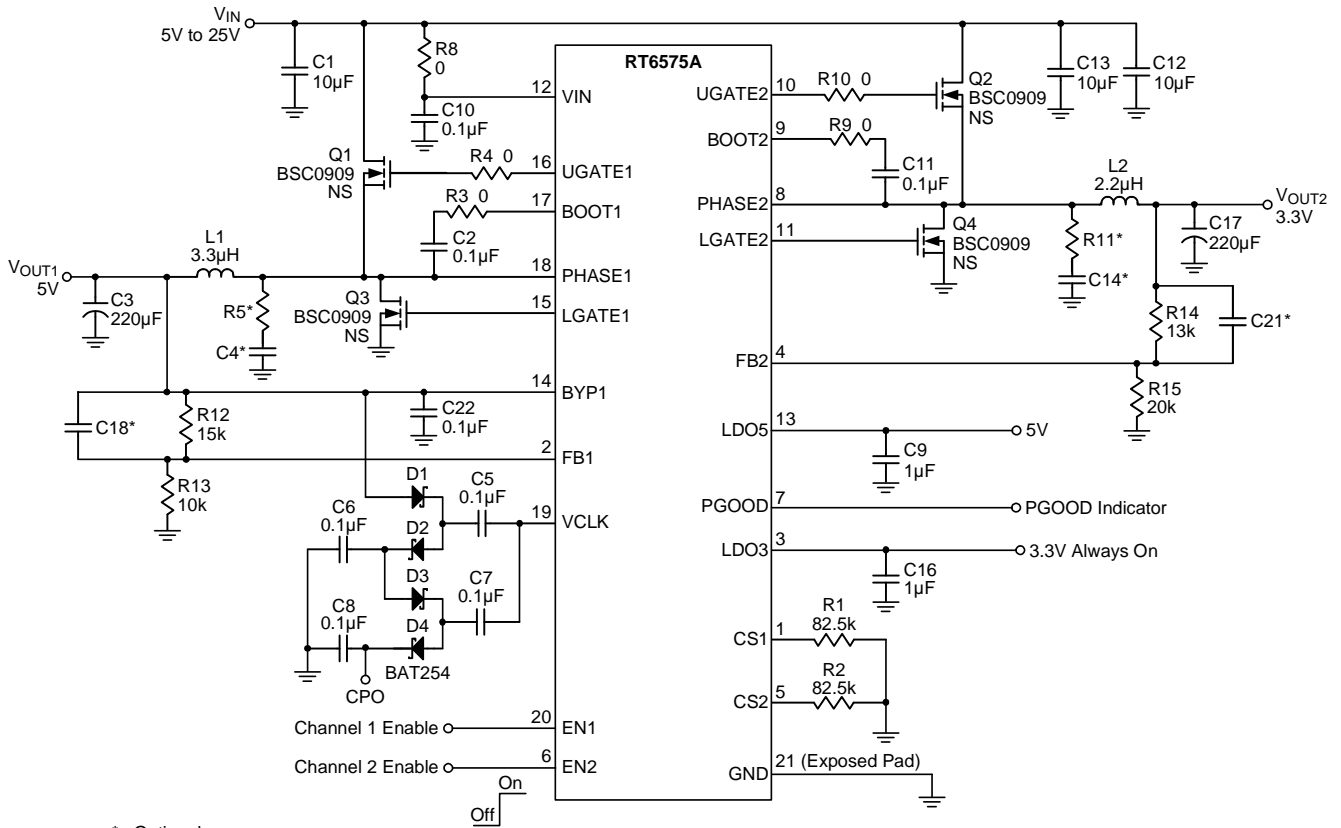 VIN
5V to 25V
C1
10µF
R8
0
12
VIN
C10
0.1µF
Q1
BSC0909
NS
R4 0
16
UGATE1
R3 0
17
BOOT1
C2
0.1µF
L1
3.3µH
VOUT1
5V
18
PHASE1
C3
220µF
R5*
C4*
Q3
BSC0909
NS
15
LGATE1
14
BYP1
C18*
R12
15k
C22
0.1µF
2
FB1
R13
10k
D1
C5
0.1µF
C6
0.1µF
D2
19
VCLK
D3
C7
0.1µF
C8
0.1µF
D4
BAT254
CPO
Channel 1 Enable
20
EN1
Channel 2 Enable
6
EN2
On
Off
RT6575A
UGATE2
10
R10 0
Q2
BSC0909
NS
C13
10µF
C12
10µF
BOOT2
9
R9 0
C11
0.1µF
PHASE2
8
L2
2.2µH
VOUT2
3.3V
LGATE2
11
Q4
BSC0909
NS
R11*
C14*
C17
220µF
R14
13k
C21*
FB2
4
R15
20k
LDO5
13
5V
C9
1µF
PGOOD
7
PGOOD Indicator
LDO3
3
3.3V Always On
C16
1µF
R1
82.5k
CS1
1
R2
82.5k
CS2
5
GND
21 (Exposed Pad)